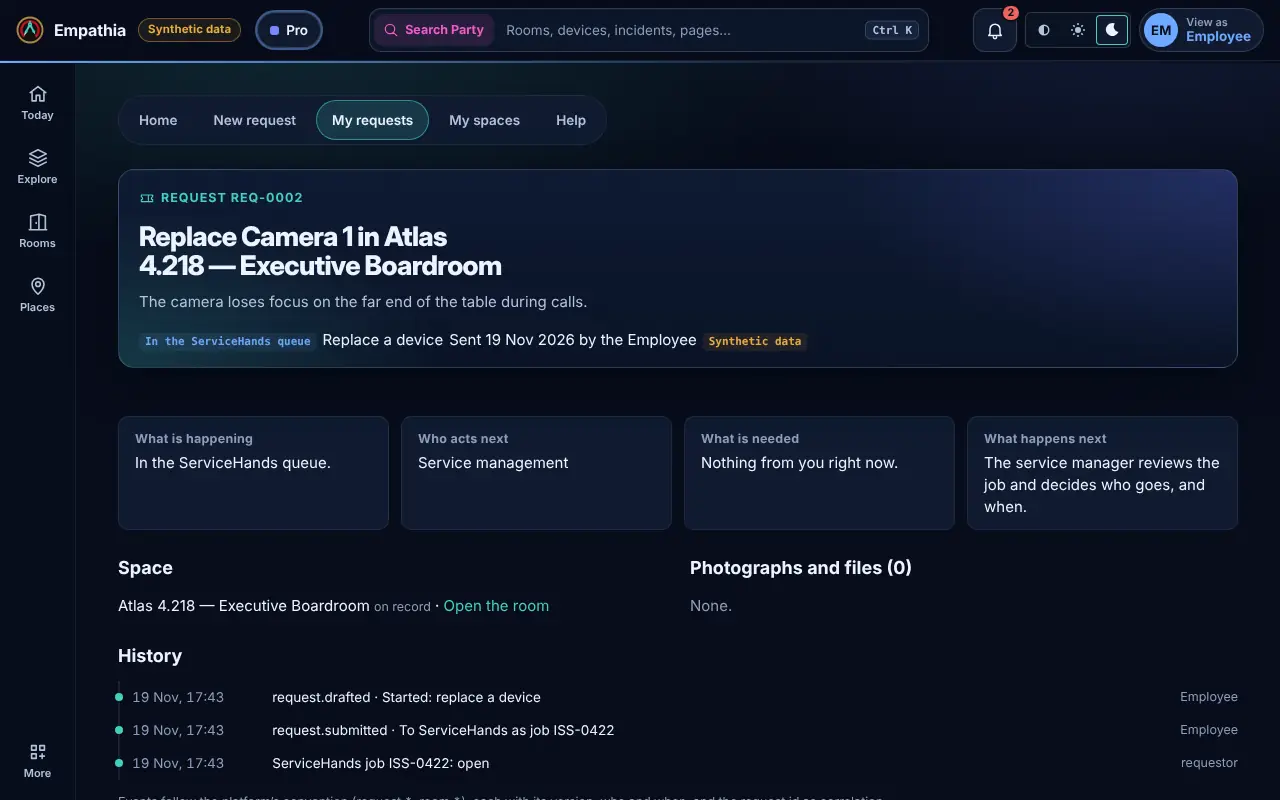 Empathia
Synthetic data
Pro
Search Party
Rooms, devices, incidents, pages...
Ctrl K
2
EM
View as
Employee
Today
Explore
Rooms
Places
More
Home
New request
My requests
My spaces
Help
REQUEST REQ-0002
Replace Camera 1 in Atlas
4.218 — Executive Boardroom
The camera loses focus on the far end of the table during calls.
In the ServiceHands queue Replace a device Sent 19 Nov 2026 by the Employee Synthetic data
What is happening
In the ServiceHands queue.
Who acts next
Service management
What is needed
Nothing from you right now.
What happens next
The service manager reviews the
job and decides who goes, and
when.
Space
Atlas 4.218 — Executive Boardroom on record · Open the room
Photographs and files (0)
None.
History
19 Nov, 17:43 request.drafted · Started: replace a device Employee
19 Nov, 17:43 request.submitted · To ServiceHands as job ISS-0422 Employee
19 Nov, 17:43 ServiceHands job ISS-0422: open requestor